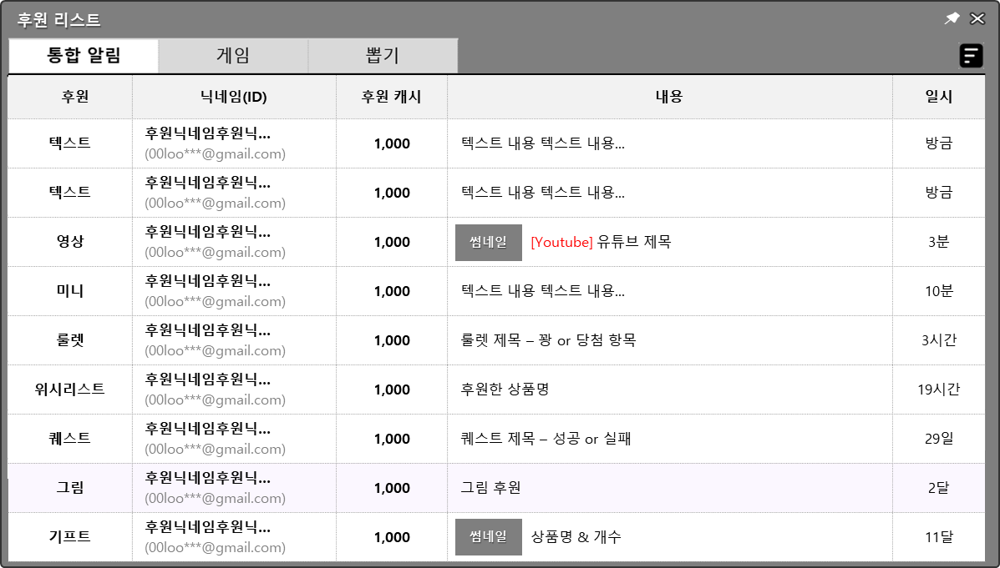 후원 리스트
통합 알림 게임 뽑기
후원 닉네임(ID) 후원 캐시 내용 일시
텍스트 후원닉네임후원닉... 1,000 텍스트 내용 텍스트 내용... 방금
(00loo***@gmail.com)
텍스트 후원닉네임후원닉... 1,000 텍스트 내용 텍스트 내용... 방금
(00loo***@gmail.com)
영상 후원닉네임후원닉... 1,000 썸네일 [Youtube] 유튜브 제목 3분
(00loo***@gmail.com)
미니 후원닉네임후원닉... 1,000 텍스트 내용 텍스트 내용... 10분
(00loo***@gmail.com)
룰렛 후원닉네임후원닉... 1,000 룰렛 제목 – 꽝 or 당첨 항목 3시간
(00loo***@gmail.com)
위시리스트 후원닉네임후원닉... 1,000 후원한 상품명 19시간
(00loo***@gmail.com)
퀘스트 후원닉네임후원닉... 1,000 퀘스트 제목 – 성공 or 실패 29일
(00loo***@gmail.com)
그림 후원닉네임후원닉... 1,000 그림 후원 2달
(00loo***@gmail.com)
기프트 후원닉네임후원닉... 1,000 썸네일 상품명 & 개수 11달
(00loo***@gmail.com)